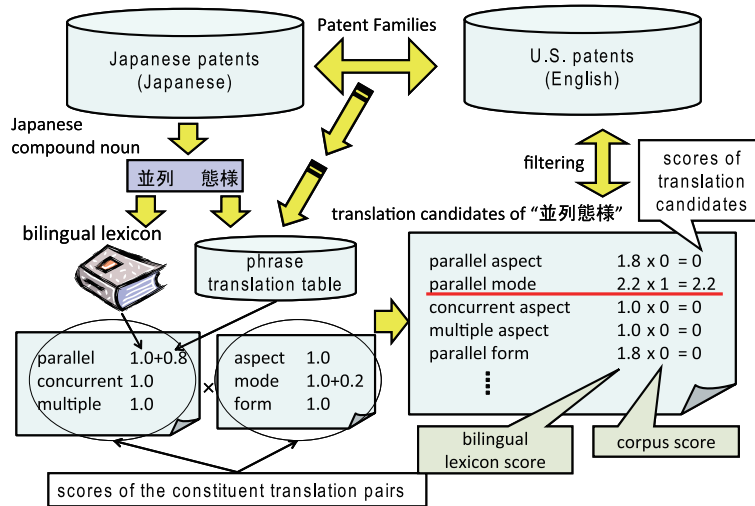 Patent Families
Japanese patents
(Japanese)
U.S. patents
(English)
Japanese
compound noun
並列 態様
filtering
scores of
translation
candidates
translation candidates of "並列態様"
bilingual lexicon
phrase
translation table
parallel aspect 1.8 x 0 = 0
parallel mode 2.2 x 1 = 2.2
concurrent aspect 1.0 x 0 = 0
multiple aspect 1.0 x 0 = 0
parallel form 1.8 x 0 = 0
parallel 1.0+0.8
concurrent 1.0
multiple 1.0
×
aspect 1.0
mode 1.0+0.2
form 1.0
bilingual
lexicon score
corpus score
scores of the constituent translation pairs